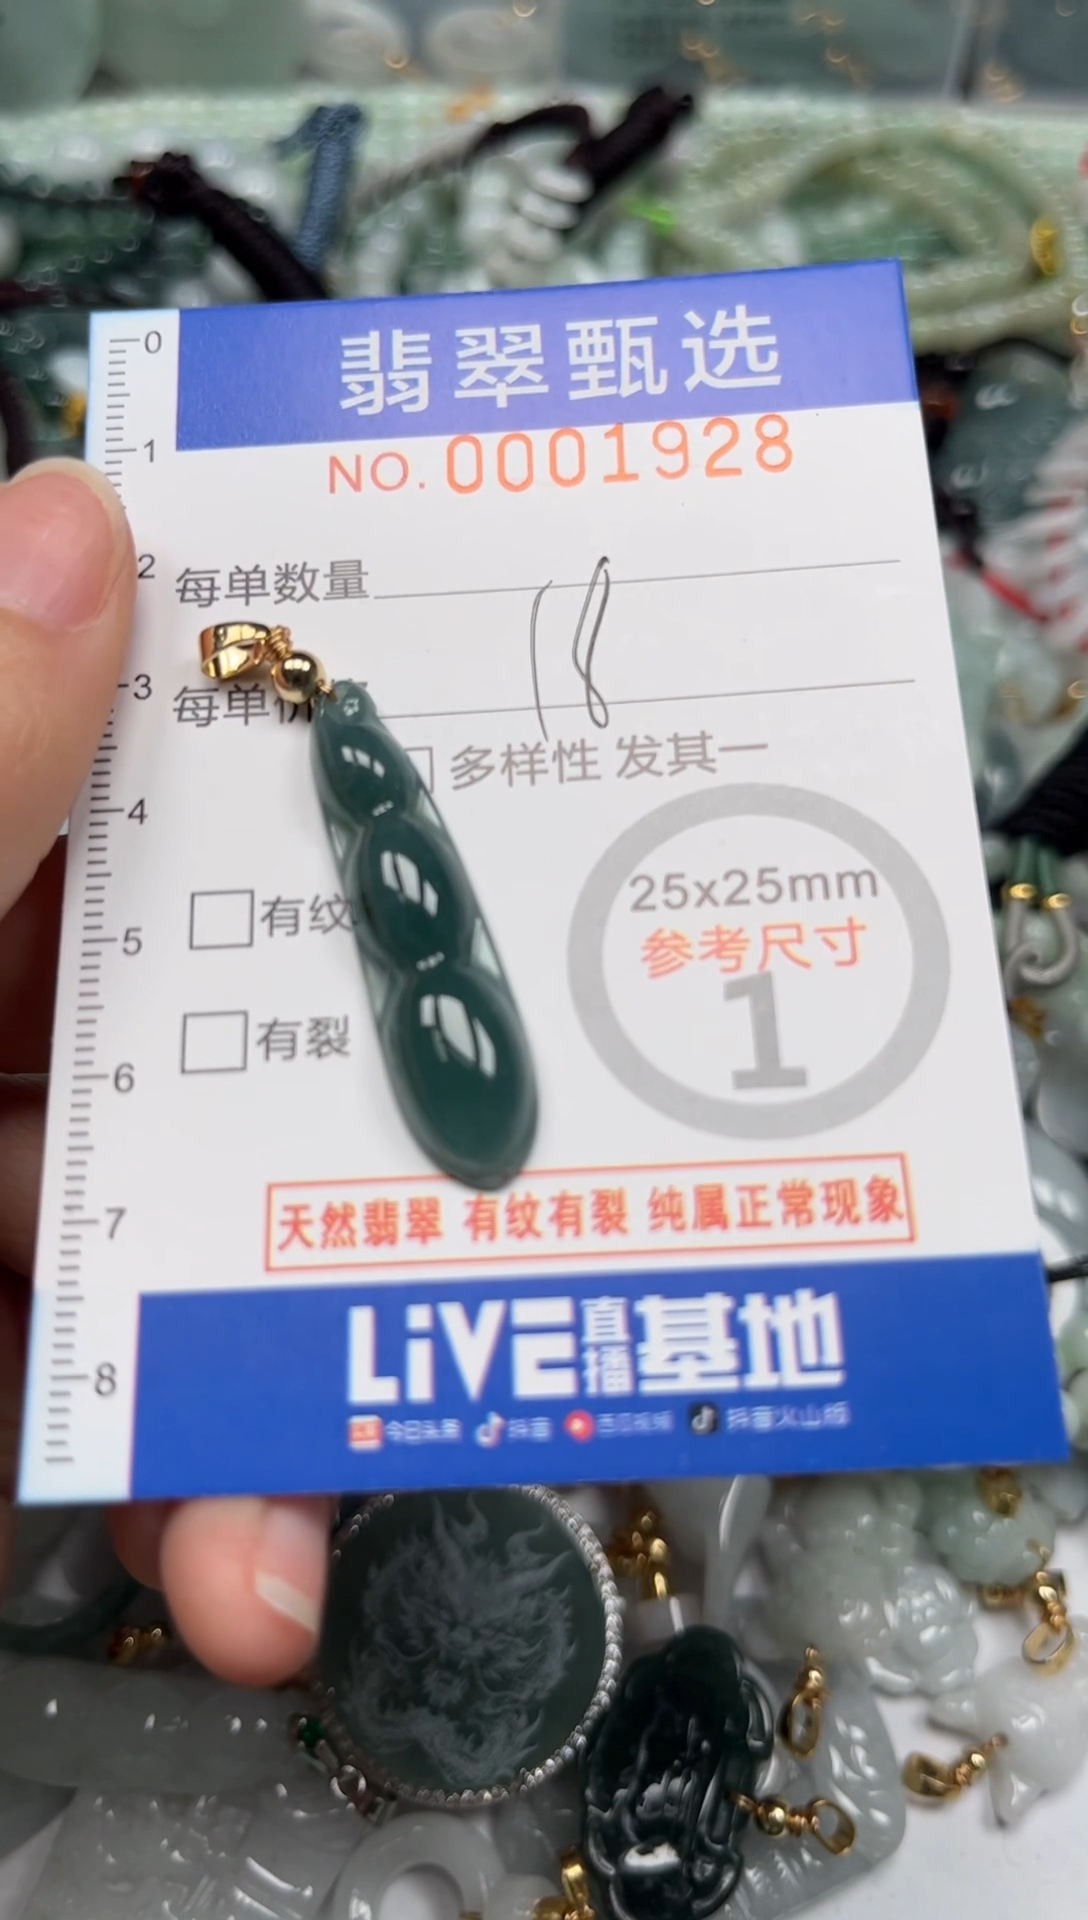 翡翠甄选
NO.0001928
0
1
2
3
4
5
6
7
8
每单数量
18
每单价
多样性 发其一
有纹
有裂
25x25mm
参考尺寸
1
天然翡翠 有纹有裂 纯属正常现象
LiVE直播基地
今日头条 抖音 西瓜视频 抖音火山版